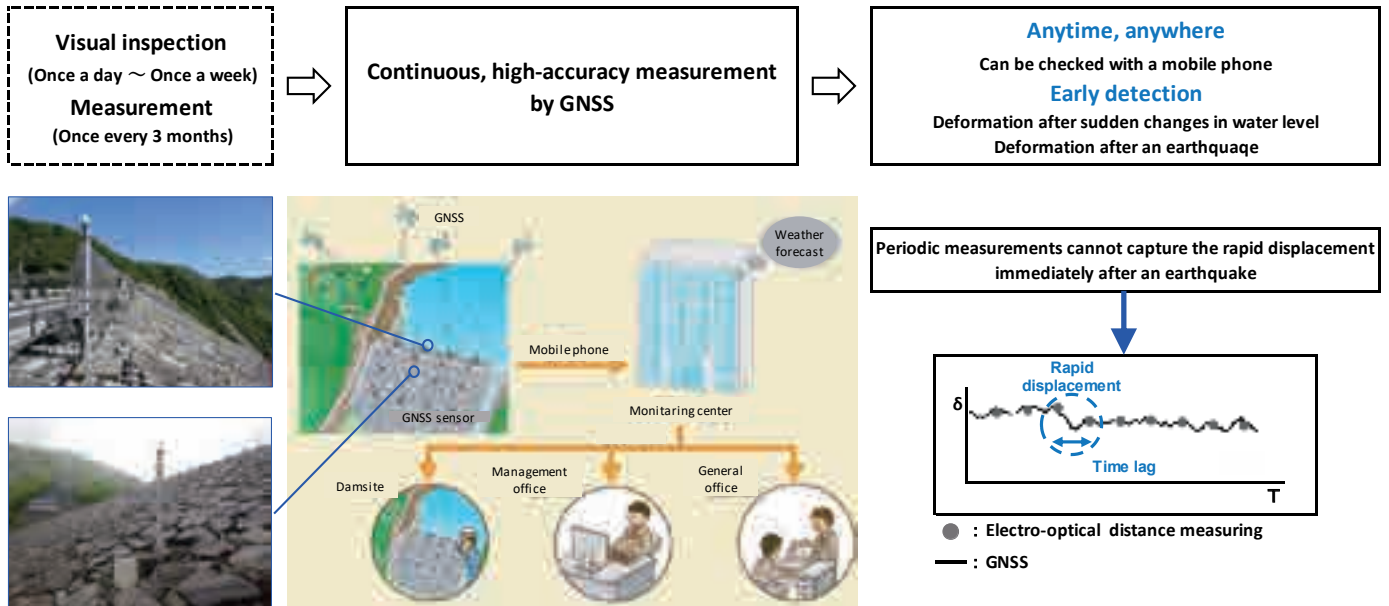 Visual inspection
(Once a day ～ Once a week)
Measurement
(Once every 3 months)
Continuous, high-accuracy measurement
by GNSS
Anytime, anywhere
Can be checked with a mobile phone
Early detection
Deformation after sudden changes in water level
Deformation after an earthquaqe
GNSS
Weather
forecast
Mobile phone
GNSS sensor
Monitaring center
Damsite
Management
office
General
office
Periodic measurements cannot capture the rapid displacement
immediately after an earthquake
Rapid
displacement
δ
Time lag
T
: Electro-optical distance measuring
: GNSS